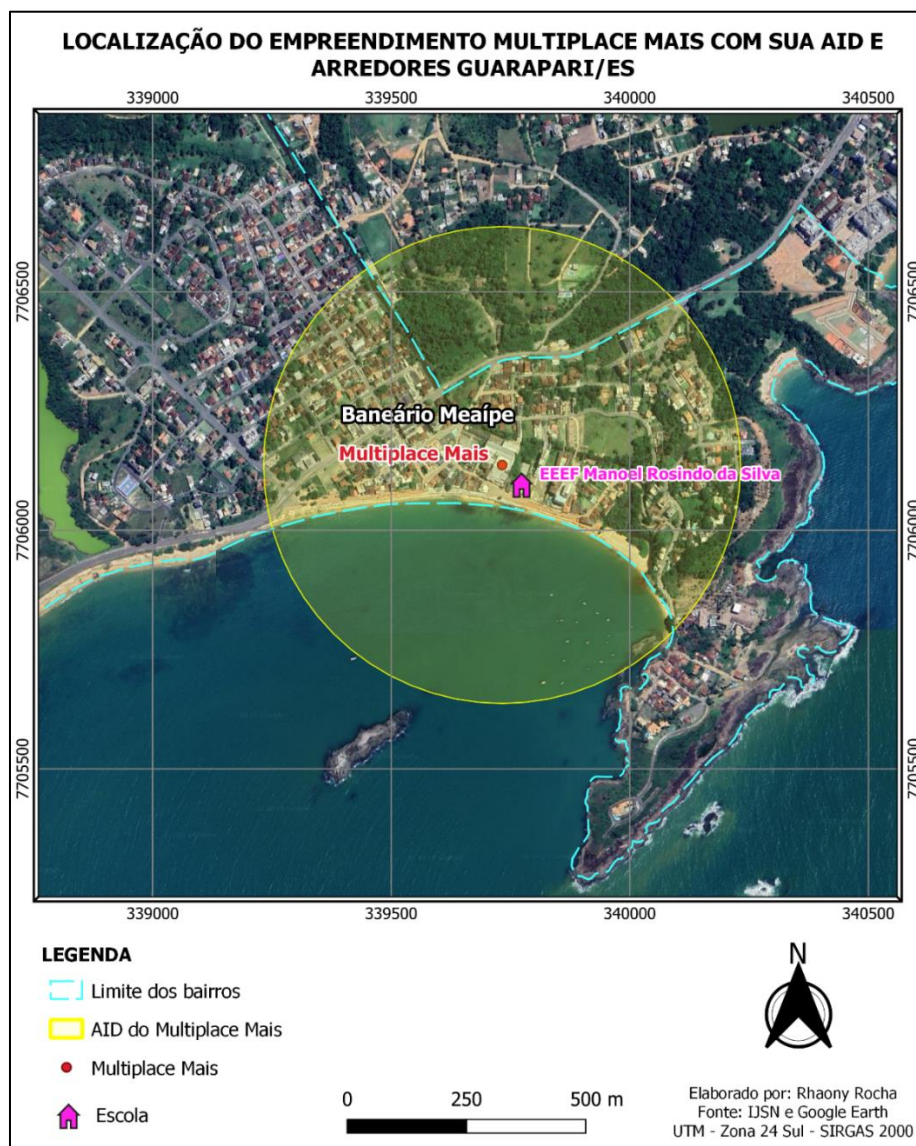 LOCALIZAÇÃO DO EMPREENDIMENTO MULTIPLACE MAIS COM SUA AID E
ARREDORES GUARAPARI/ES
339000 339500 340000 340500
7706500 7706500
Baneário Meaípe
Multiplace Mais
EEEF Manoel Rosindo da Silva
7706000 7706000
7705500 7705500
339000 339500 340000 340500
LEGENDA
Limite dos bairros
AID do Multiplace Mais
Multiplace Mais
Escola
0 250 500 m
N
Elaborado por: Rhaony Rocha
Fonte: IJSN e Google Earth
UTM - Zona 24 Sul - SIRGAS 2000